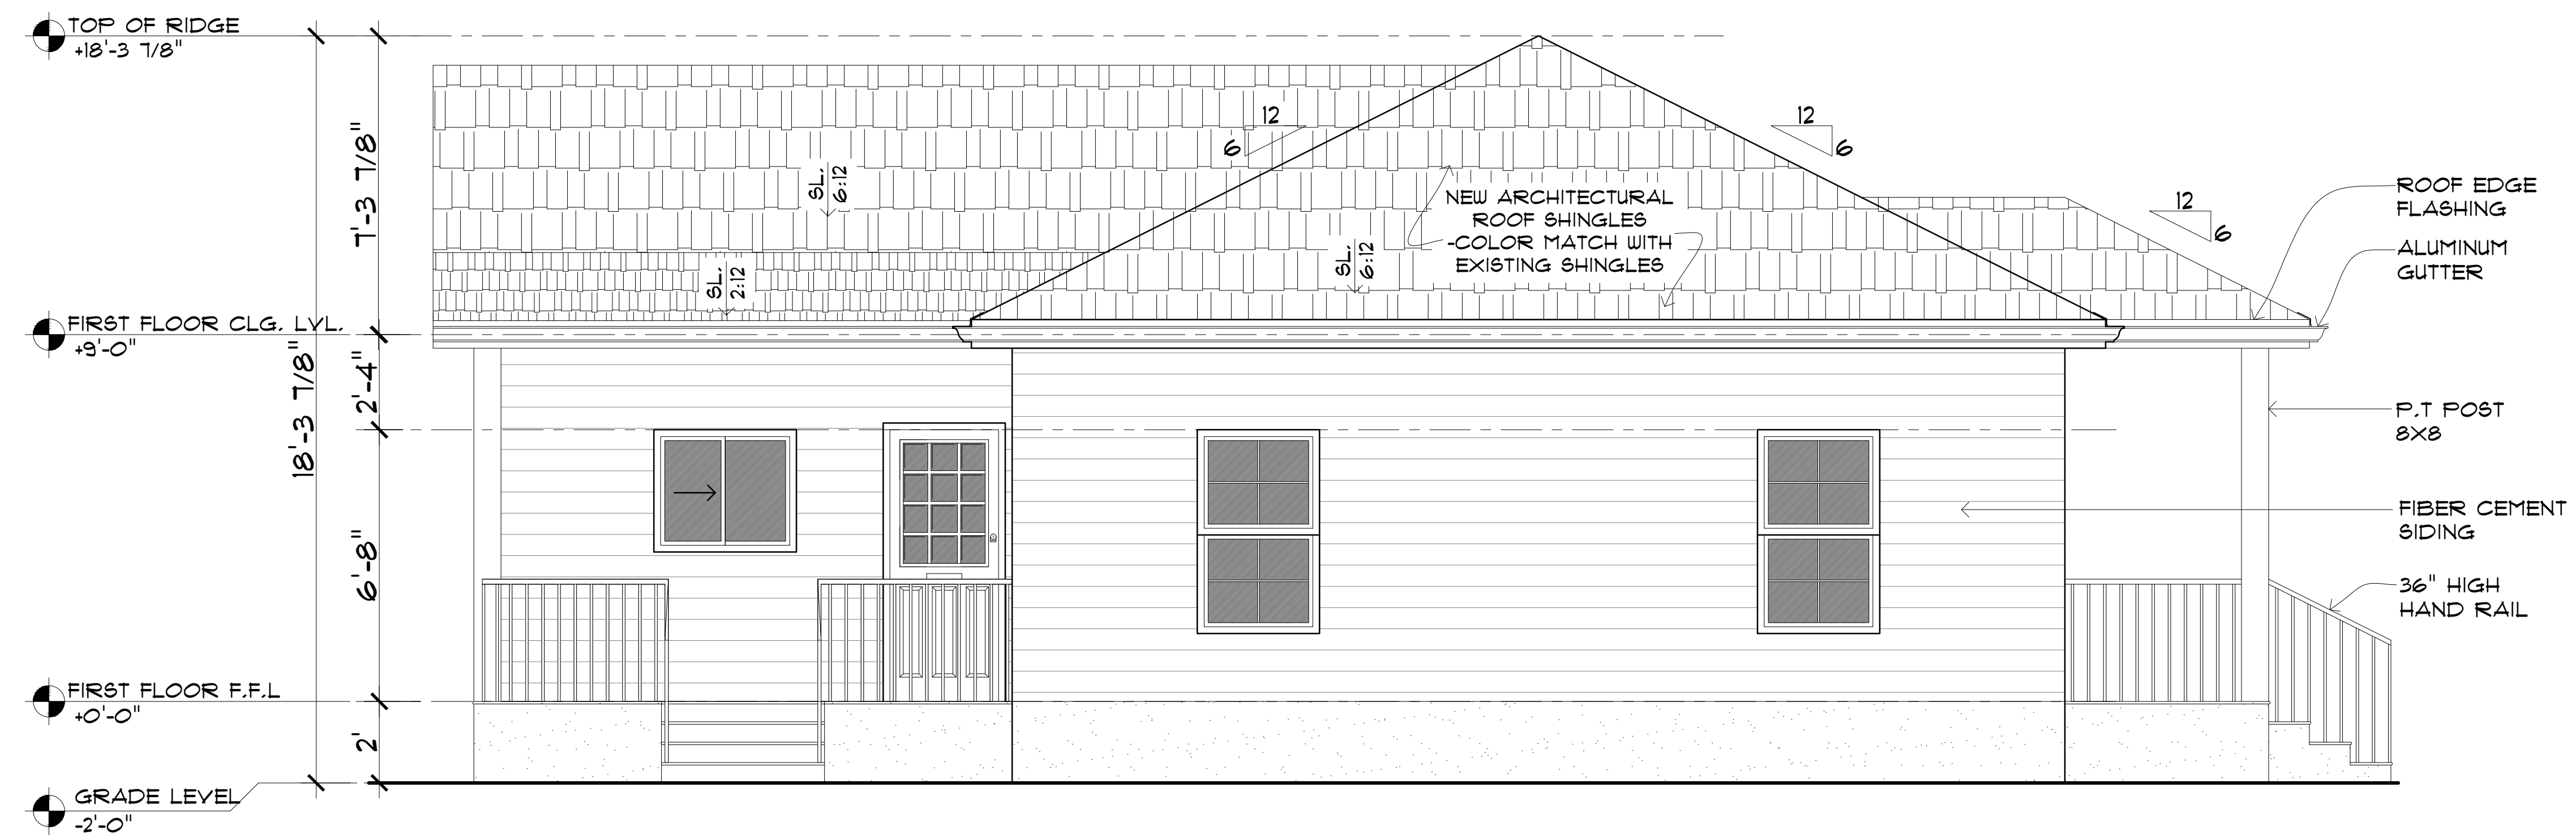 TOP OF RIDGE
+18'-3 7/8"
FIRST FLOOR CLG. LVL.
+9'-0"
FIRST FLOOR F.F.L
+0'-0"
GRADE LEVEL
-2'-0"
18'-3 7/8"
7'-3 7/8"
2'-4"
6'-8"
2'
SL.
6:12
SL.
2:12
12
6
NEW ARCHITECTURAL
ROOF SHINGLES
-COLOR MATCH WITH
EXISTING SHINGLES
SL.
6:12
12
6
12
6
ROOF EDGE
FLASHING
ALUMINUM
GUTTER
P.T POST
8X8
FIBER CEMENT
SIDING
36" HIGH
HAND RAIL